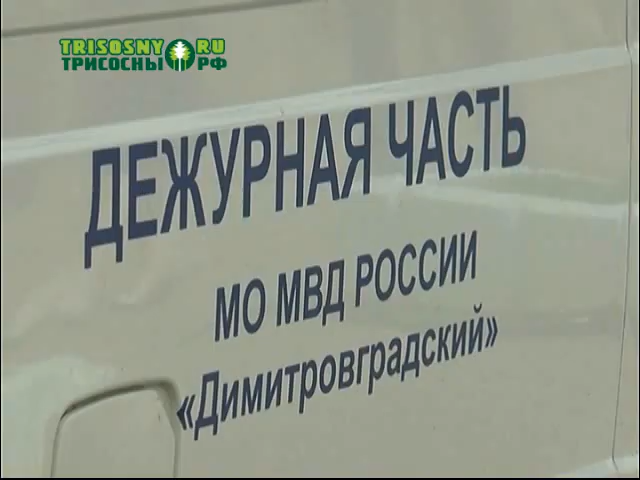 TRISOSNY.RU
ТРИСОСНЫ.РФ
ДЕЖУРНАЯ ЧАСТЬ
МО МВД РОССИИ
«Димитровградский»